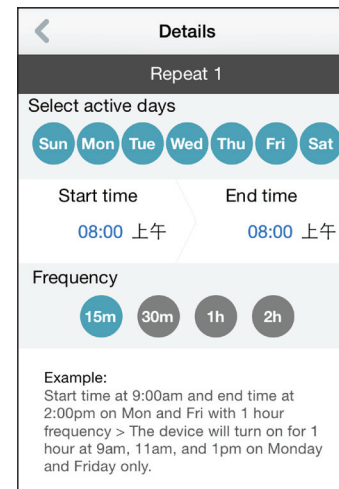 Details
Repeat 1
Select active days
Sun Mon Tue Wed Thu Fri Sat
Start time End time
08:00 上午 08:00 上午
Frequency
15m 30m 1h 2h
Example:
Start time at 9:00am and end time at
2:00pm on Mon and Fri with 1 hour
frequency > The device will turn on for 1
hour at 9am, 11am, and 1pm on Monday
and Friday only.